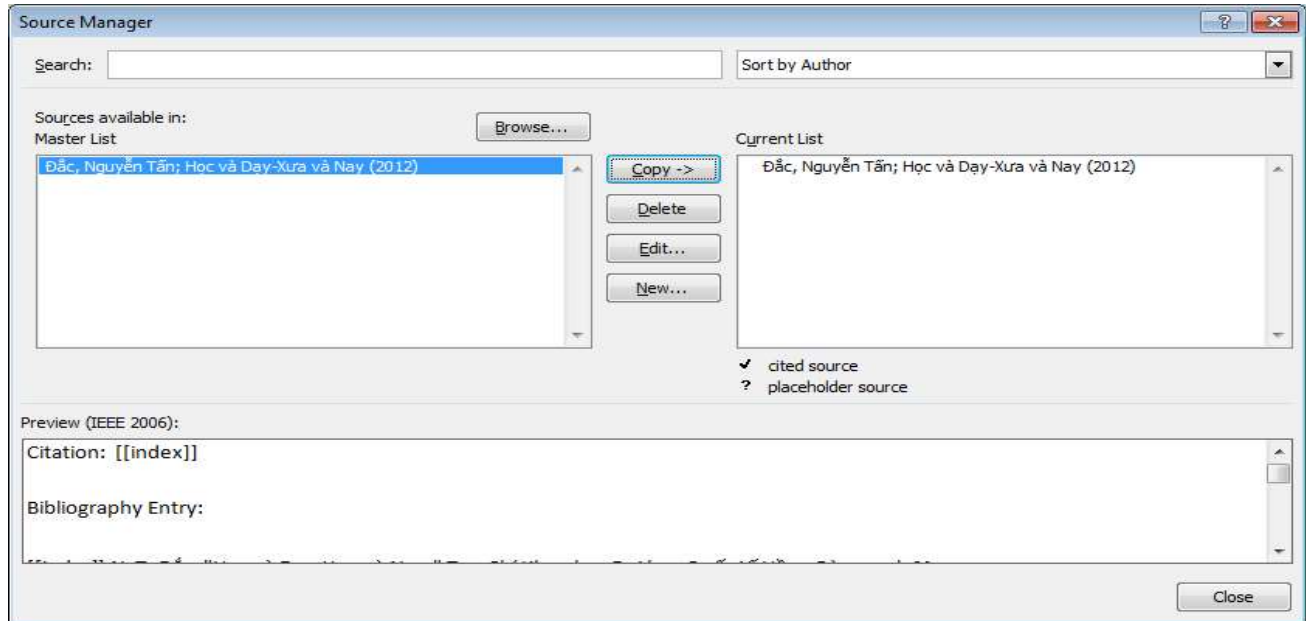 Source Manager
Search:
Sort by Author
Sources available in:
Master List
Browse...
Current List
Đắc, Nguyễn Tấn; Học và Dạy-Xưa và Nay (2012)
Copy ->
Đắc, Nguyễn Tấn; Học và Dạy-Xưa và Nay (2012)
Delete
Edit...
New...
✔ cited source
? placeholder source
Preview (IEEE 2006):
Citation: [[index]]
Bibliography Entry:
Close